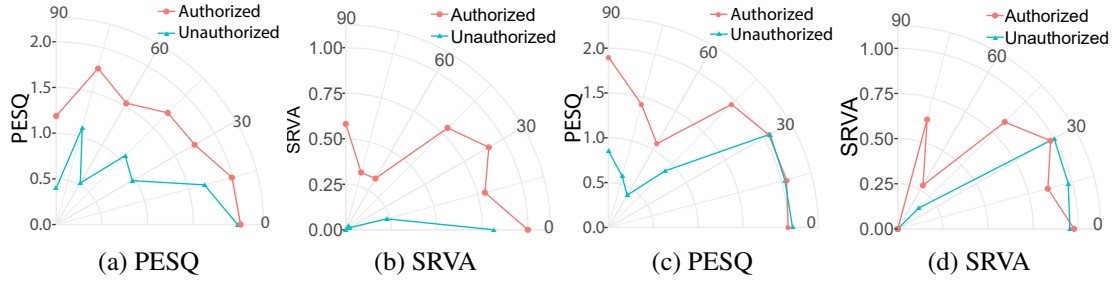 90
Authorized
Unauthorized
60
30
0
2.0
1.5
1.0
0.5
0.0
PESQ
(a) PESQ
90
Authorized
Unauthorized
60
30
0
1.00
0.75
0.50
0.25
0.00
SRVA
(b) SRVA
90
Authorized
Unauthorized
60
30
0
2.0
1.5
1.0
0.5
0.0
PESQ
(c) PESQ
90
Authorized
Unauthorized
60
30
0
1.00
0.75
0.50
0.25
0.00
SRVA
(d) SRVA